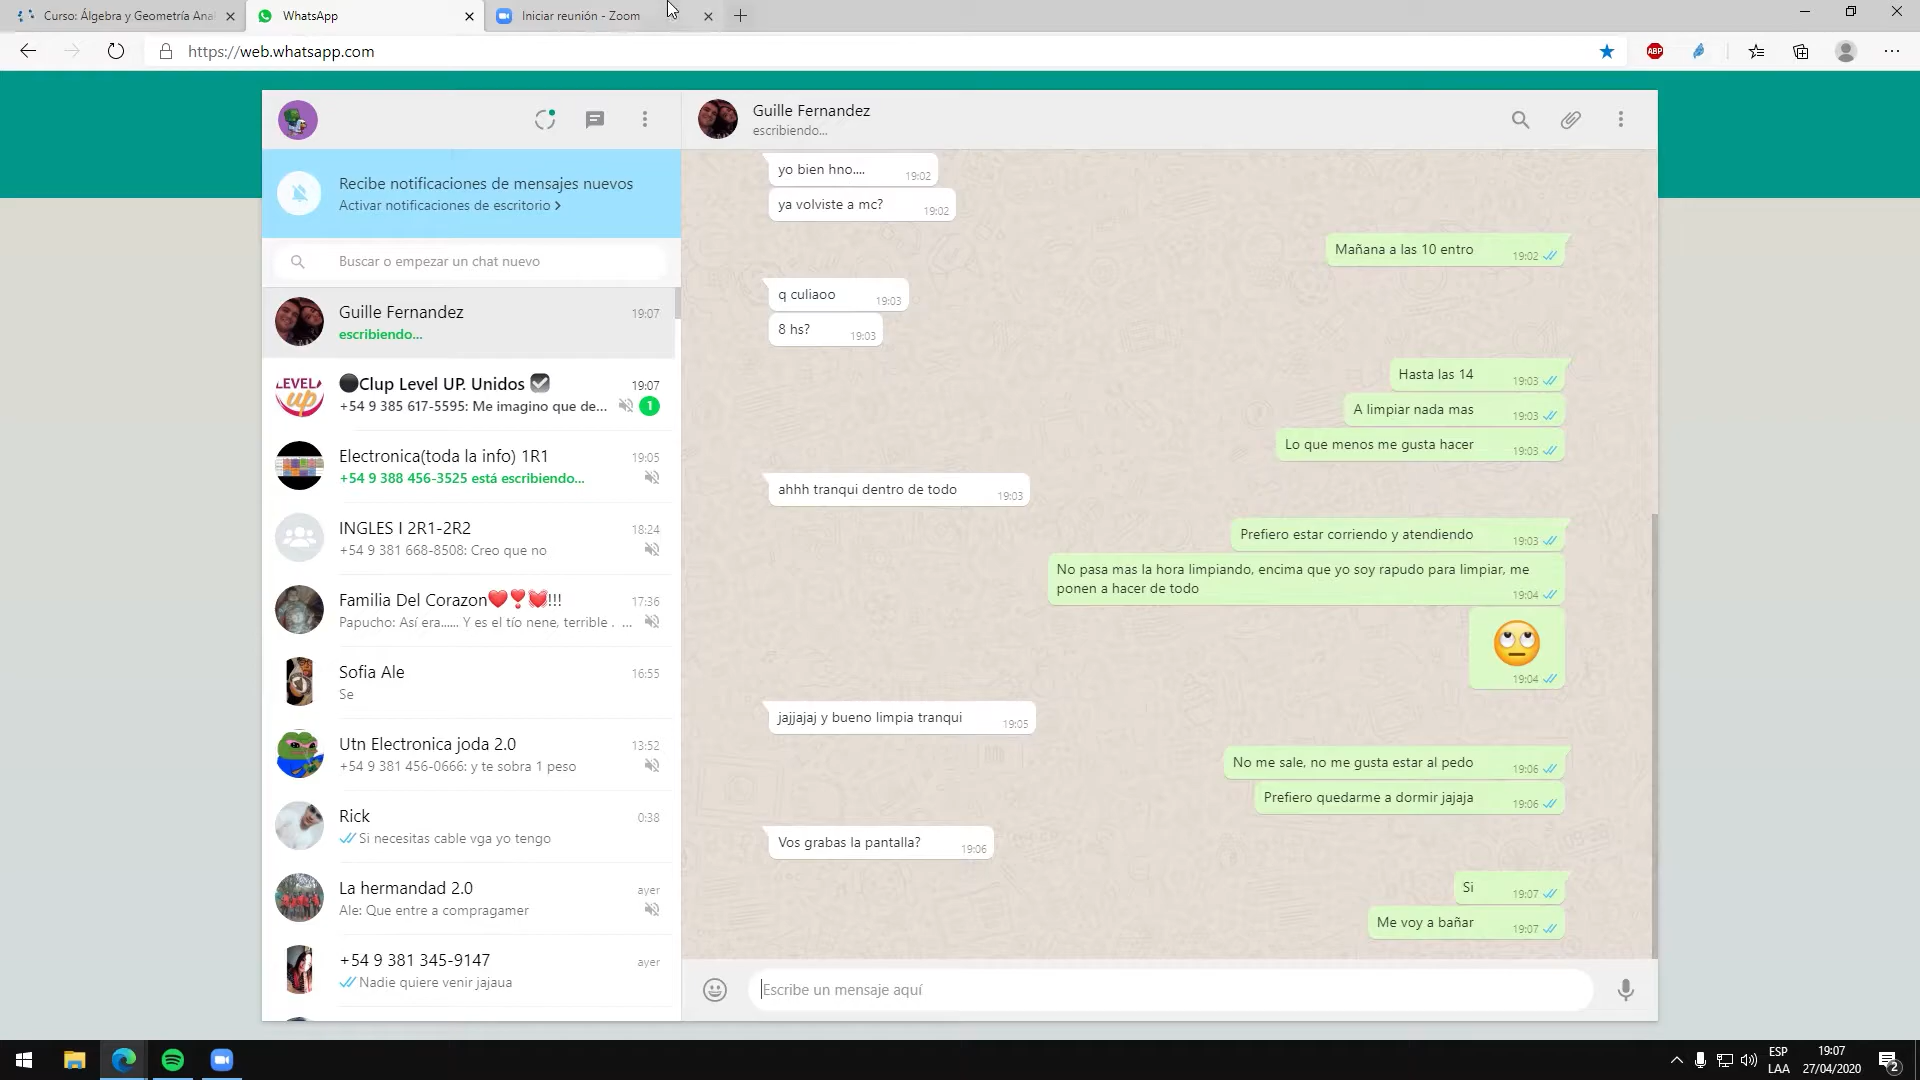 Curso: Álgebra y Geometría Ana
WhatsApp
Iniciar reunión - Zoom
https://web.whatsapp.com
ABP
Guille Fernandez
escribiendo...
Recibe notificaciones de mensajes nuevos
Activar notificaciones de escritorio >
Buscar o empezar un chat nuevo
Guille Fernandez 19:07
escribiendo...
LEVEL up
Clup Level UP. Unidos 19:07
+54 9 385 617-5595: Me imagino que de... 1
Electronica(toda la info) 1R1 19:05
+54 9 388 456-3525 está escribiendo...
INGLES I 2R1-2R2 18:24
+54 9 381 668-8508: Creo que no
Familia Del Corazon❤️❣️💓!!! 17:36
Papucho: Así era...... Y es el tío nene, terrible . ...
Sofia Ale 16:55
Se
Utn Electronica joda 2.0 13:52
+54 9 381 456-0666: y te sobra 1 peso
Rick 0:38
Si necesitas cable vga yo tengo
La hermandad 2.0 ayer
Ale: Que entre a compragamer
+54 9 381 345-9147 ayer
Nadie quiere venir jajaua
yo bien hno.... 19:02
ya volviste a mc? 19:02
Mañana a las 10 entro 19:02
q culiaoo 19:03
8 hs? 19:03
Hasta las 14 19:03
A limpiar nada mas 19:03
Lo que menos me gusta hacer 19:03
ahhh tranqui dentro de todo 19:03
Prefiero estar corriendo y atendiendo 19:03
No pasa mas la hora limpiando, encima que yo soy rapudo para limpiar, me
ponen a hacer de todo 19:04
🙄
19:04
jajjajaj y bueno limpia tranqui 19:05
No me sale, no me gusta estar al pedo 19:06
Prefiero quedarme a dormir jajaja 19:06
Vos grabas la pantalla? 19:06
Si 19:07
Me voy a bañar 19:07
Escribe un mensaje aquí
ESP
LAA
19:07
27/04/2020
2